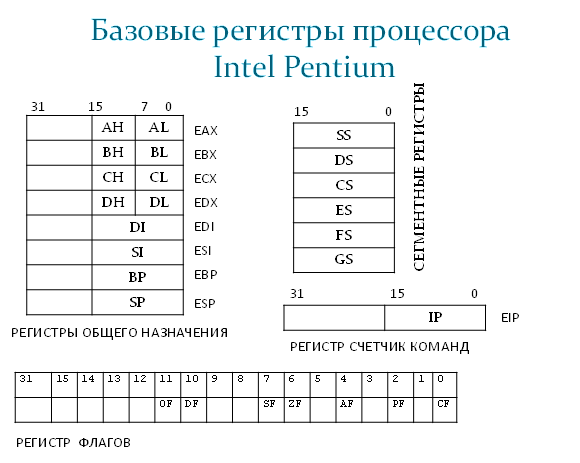 Базовые регистры процессора
Intel Pentium
31 15 7 0
AH AL EAX
BH BL EBX
CH CL ECX
DH DL EDX
DI EDI
SI ESI
BP EBP
SP ESP
РЕГИСТРЫ ОБЩЕГО НАЗНАЧЕНИЯ
15 0
SS
DS
CS
ES
FS
GS
СЕГМЕНТНЫЕ РЕГИСТРЫ
31 15 0
IP EIP
РЕГИСТР СЧЕТЧИК КОМАНД
31 15 14 13 12 11 10 9 8 7 6 5 4 3 2 1 0
OF DF SF ZF AF PF CF
РЕГИСТР ФЛАГОВ